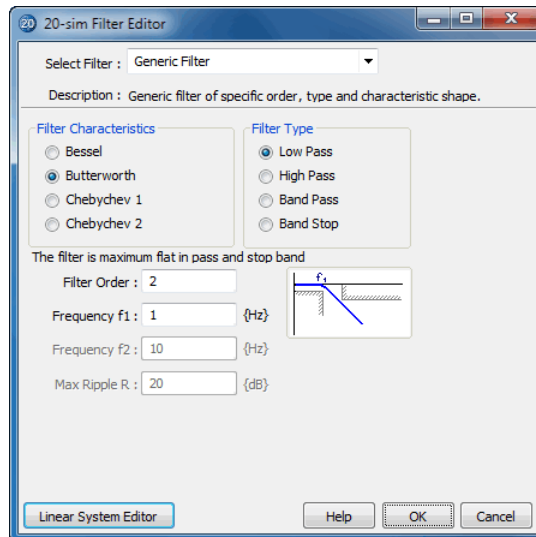 20 20-sim Filter Editor
Select Filter : Generic Filter
Description : Generic filter of specific order, type and characteristic shape.
Filter Characteristics
Bessel
Butterworth
Chebychev 1
Chebychev 2
Filter Type
Low Pass
High Pass
Band Pass
Band Stop
The filter is maximum flat in pass and stop band
Filter Order : 2
Frequency f1 : 1 {Hz}
Frequency f2 : 10 {Hz}
Max Ripple R : 20 {dB}
f1
Linear System Editor
Help
OK
Cancel